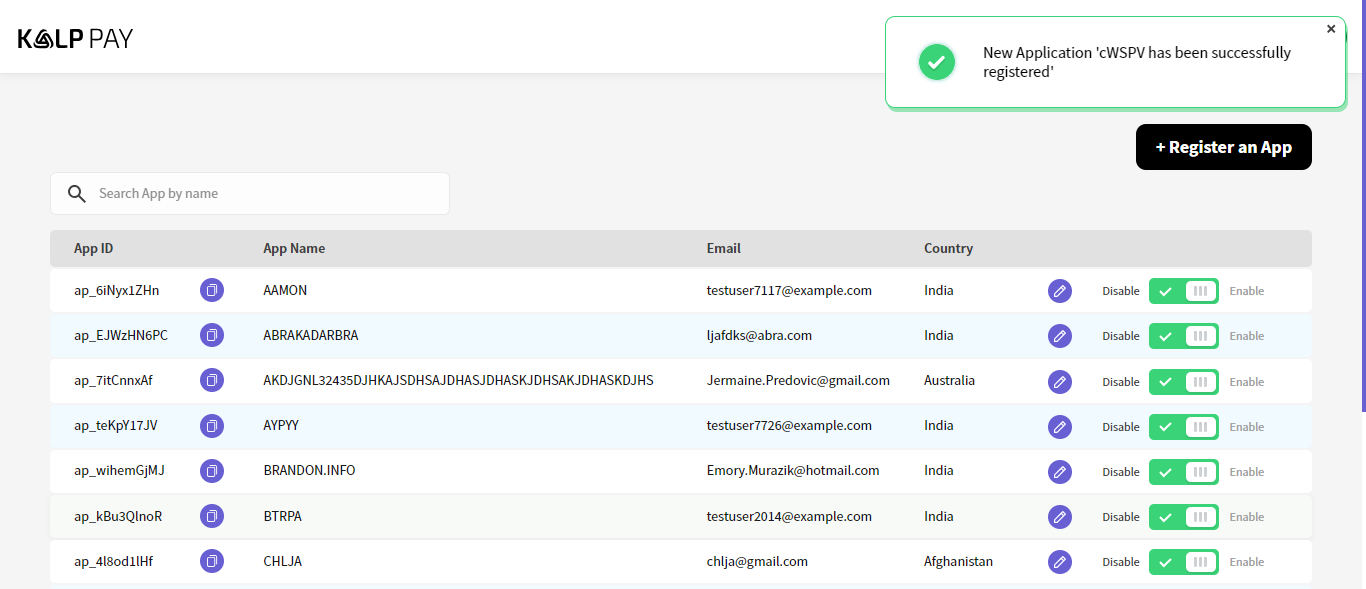 KALP PAY
×
New Application 'cWSPV has been successfully
registered'
+ Register an App
Search App by name
App ID App Name Email Country
ap_6iNyx1ZHn AAMON testuser7117@example.com India Disable Enable
ap_EJWzHN6PC ABRAKADARBRA ljafdks@abra.com India Disable Enable
ap_7itCnnxAf AKDJGNL32435DJHKAJSDHSAJDHASJDHASKJDHSAKJDHASKDJHS Jermaine.Predovic@gmail.com Australia Disable Enable
ap_teKpY17JV AYPYY testuser7726@example.com India Disable Enable
ap_wihemGjMJ BRANDON.INFO Emory.Murazik@hotmail.com India Disable Enable
ap_kBu3QlnoR BTRPA testuser2014@example.com India Disable Enable
ap_4l8od1lHf CHLJA chlja@gmail.com Afghanistan Disable Enable